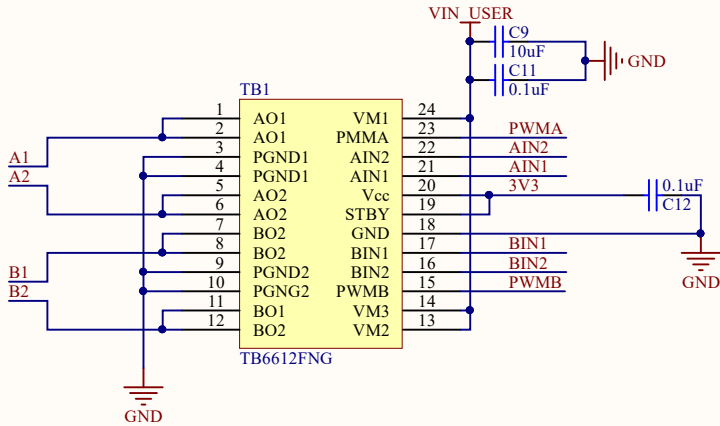 VIN_USER
C9
10uF
GND
C11
0.1uF
TB1
1 AO1 VM1 24
2 AO1 PMMA 23 PWMA
3 PGND1 AIN2 22 AIN2
A1
4 PGND1 AIN1 21 AIN1
A2
5 AO2 Vcc 20 3V3
0.1uF
C12
6 AO2 STBY 19
7 BO2 GND 18
8 BO2 BIN1 17 BIN1
B1
9 PGND2 BIN2 16 BIN2
GND
B2
10 PGNG2 PWMB 15 PWMB
11 BO1 VM3 14
12 BO2 VM2 13
TB6612FNG
GND